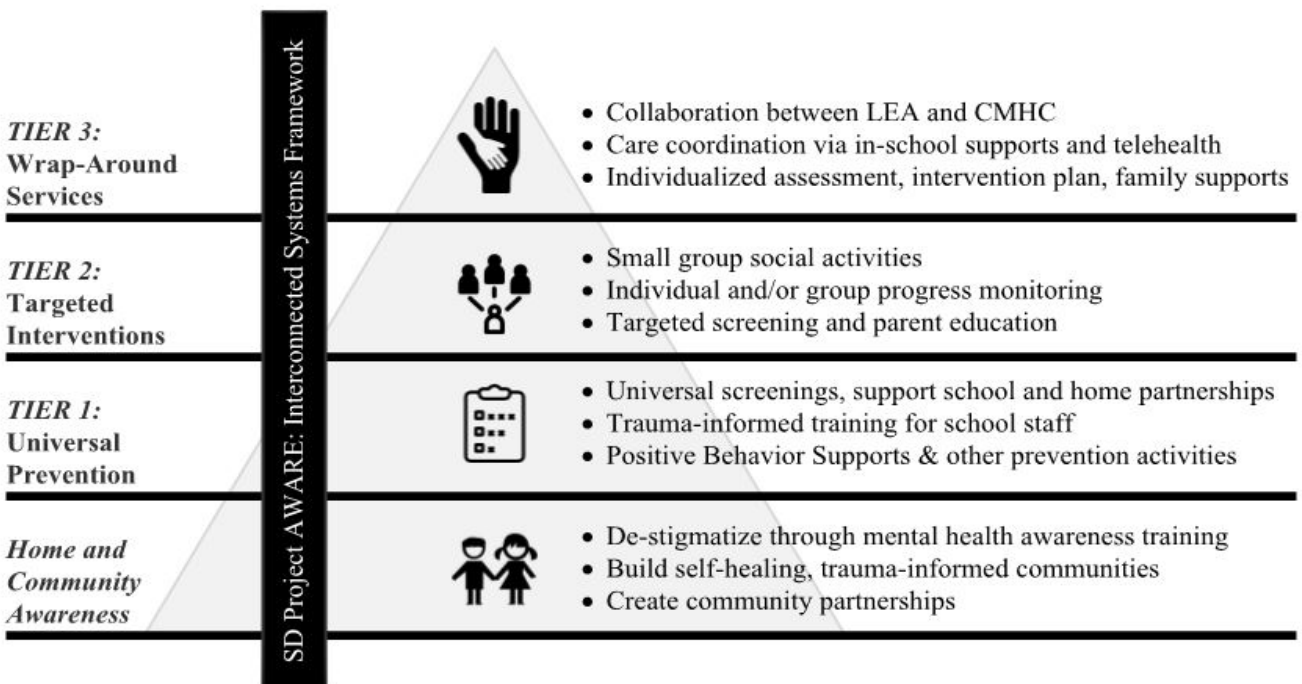 SD Project AWARE: Interconnected Systems Framework
TIER 3:
Wrap-Around
Services
• Collaboration between LEA and CMHC
• Care coordination via in-school supports and telehealth
• Individualized assessment, intervention plan, family supports
TIER 2:
Targeted
Interventions
• Small group social activities
• Individual and/or group progress monitoring
• Targeted screening and parent education
TIER 1:
Universal
Prevention
• Universal screenings, support school and home partnerships
• Trauma-informed training for school staff
• Positive Behavior Supports & other prevention activities
Home and
Community
Awareness
• De-stigmatize through mental health awareness training
• Build self-healing, trauma-informed communities
• Create community partnerships